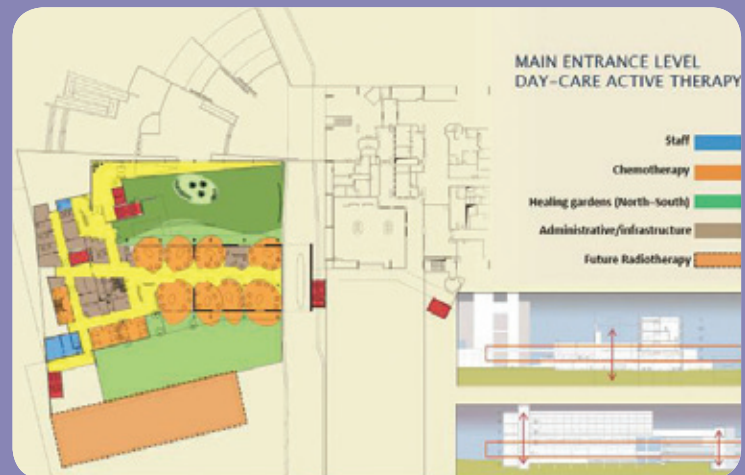 MAIN ENTRANCE LEVEL
DAY-CARE ACTIVE THERAPY
Staff
Chemotherapy
Healing gardens (North-South)
Administrative/infrastructure
Future Radiotherapy